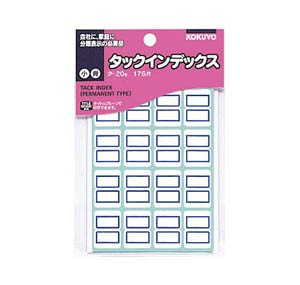 会社に、家庭に
分類表示の必需品
KOKUYO
小 青
タックインデックス
タ-20B 176片
TACK INDEX
(PERMANENT TYPE)